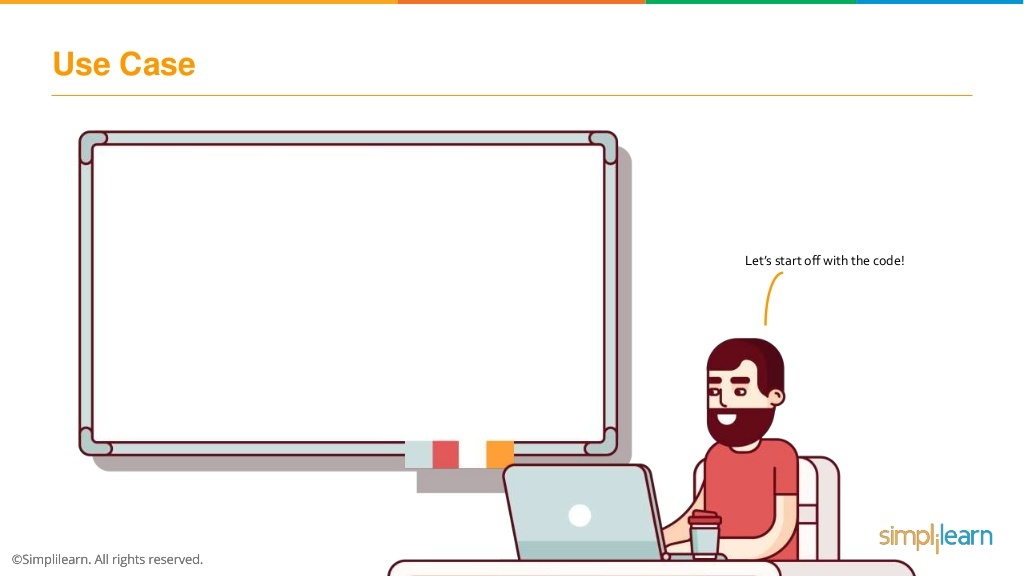 Use Case
Let's start off with the code!
simplilearn
©Simplilearn. All rights reserved.